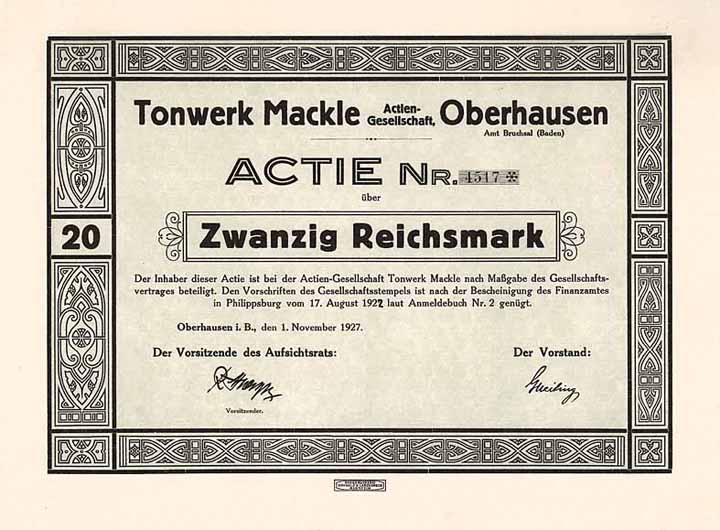 Tonwerk Mackle Actien-Gesellschaft, Oberhausen
Amt Bruchsal (Baden)
ACTIE NR. 4517
über
20
Zwanzig Reichsmark
Der Inhaber dieser Actie ist bei der Actien-Gesellschaft Tonwerk Mackle nach Maßgabe des Gesellschafts-
vertrages beteiligt. Den Vorschriften des Gesellschaftsstempels ist nach der Bescheinigung des Finanzamtes
in Philippsburg vom 17. August 1922 laut Anmeldebuch Nr. 2 genügt.
Oberhausen i. B., den 1. November 1927.
Der Vorsitzende des Aufsichtsrats: Der Vorstand:
Vorsitzender.